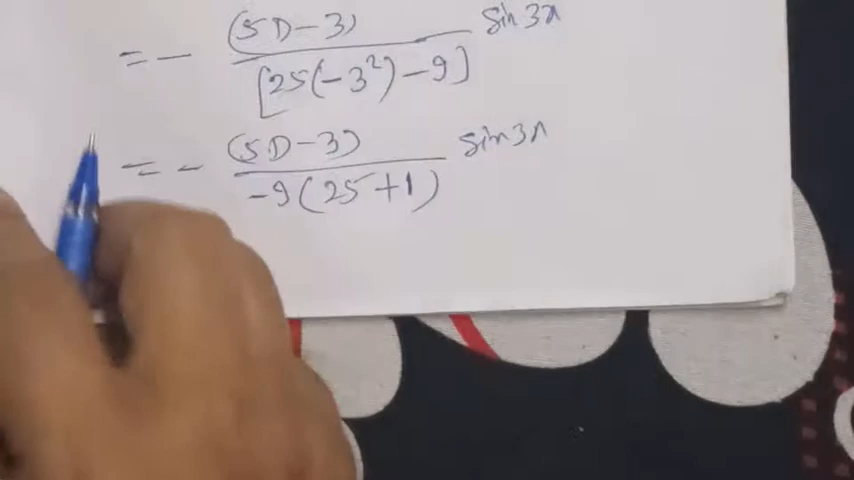 = - (5D-3) / [25(-3²)-9] sin3x
= - (5D-3) / -9(25+1) sin3x